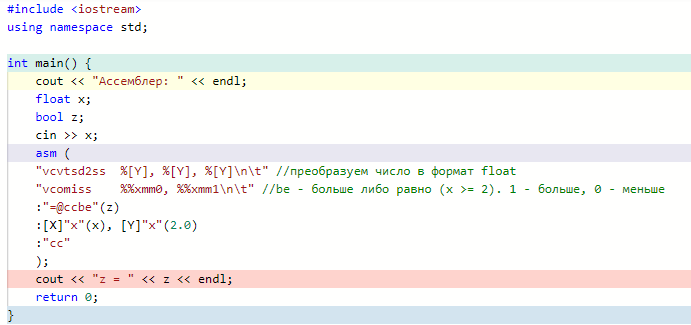 #include <iostream>
using namespace std;
int main() {
cout << "Ассемблер: " << endl;
float x;
bool z;
cin >> x;
asm (
"vcvtsd2ss %[Y], %[Y], %[Y]\n\t" //преобразуем число в формат float
"vcomiss %%xmm0, %%xmm1\n\t" //be - больше либо равно (x >= 2). 1 - больше, 0 - меньше
:"=@ccbe"(z)
:[X]"x"(x), [Y]"x"(2.0)
:"cc"
);
cout << "z = " << z << endl;
return 0;
}